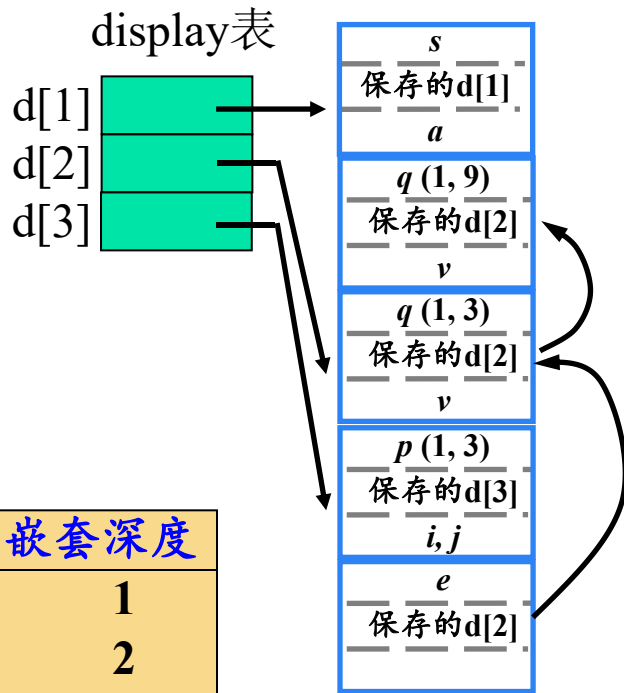 display表
d[1]
d[2]
d[3]
s
保存的d[1]
a
q (1, 9)
保存的d[2]
v
q (1, 3)
保存的d[2]
v
p (1, 3)
保存的d[3]
i, j
e
保存的d[2]
嵌套深度
1
2